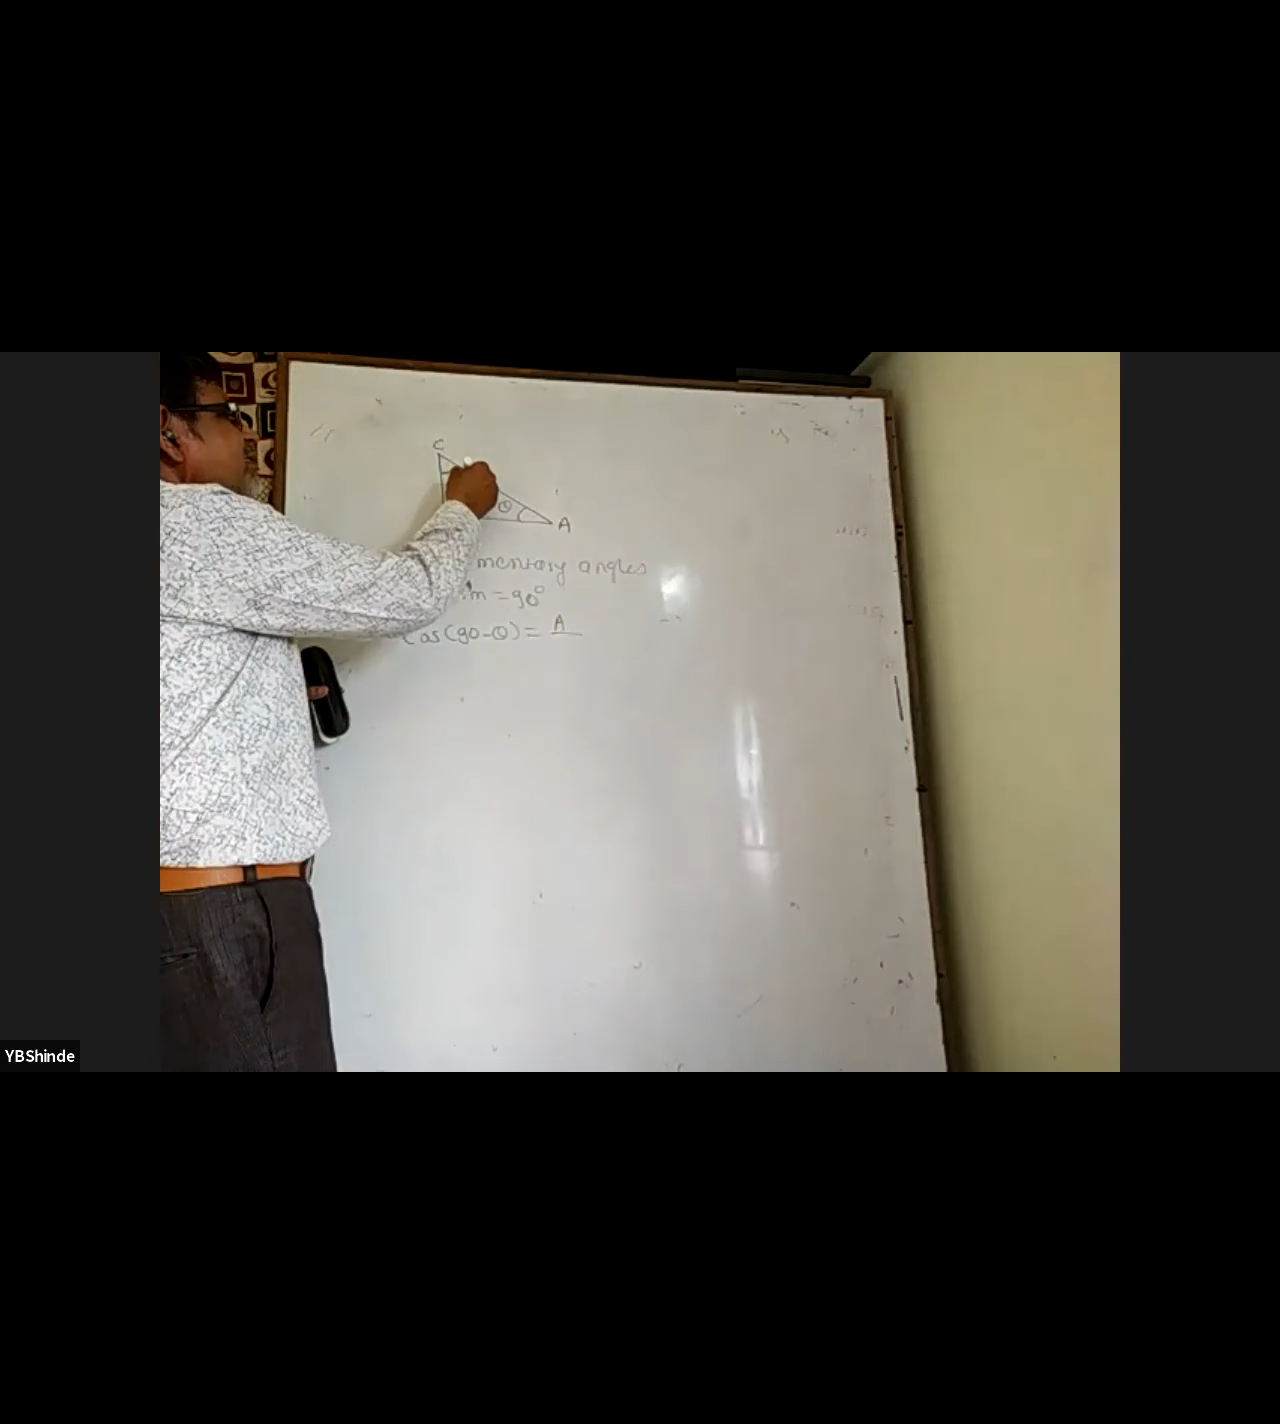 C
θ
A
mentary angles
m = 90°
Cos(90-θ) = A
YBShinde